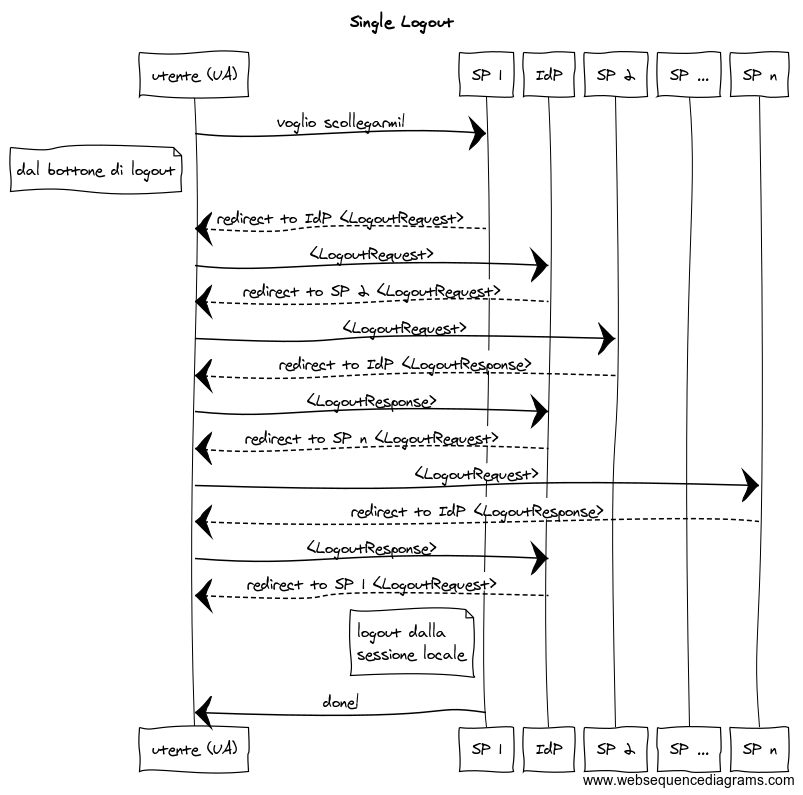 Single Logout
utente (UA)
SP 1
IdP
SP 2
SP ...
SP n
voglio scollegarmi!
dal bottone di logout
redirect to IdP <LogoutRequest>
<LogoutRequest>
redirect to SP 2 <LogoutRequest>
<LogoutRequest>
redirect to IdP <LogoutResponse>
<LogoutResponse>
redirect to SP n <LogoutRequest>
<LogoutRequest>
redirect to IdP <LogoutResponse>
<LogoutResponse>
redirect to SP 1 <LogoutRequest>
logout dalla
sessione locale
done!
utente (UA)
SP 1
IdP
SP 2
SP ...
SP n
www.websequencediagrams.com